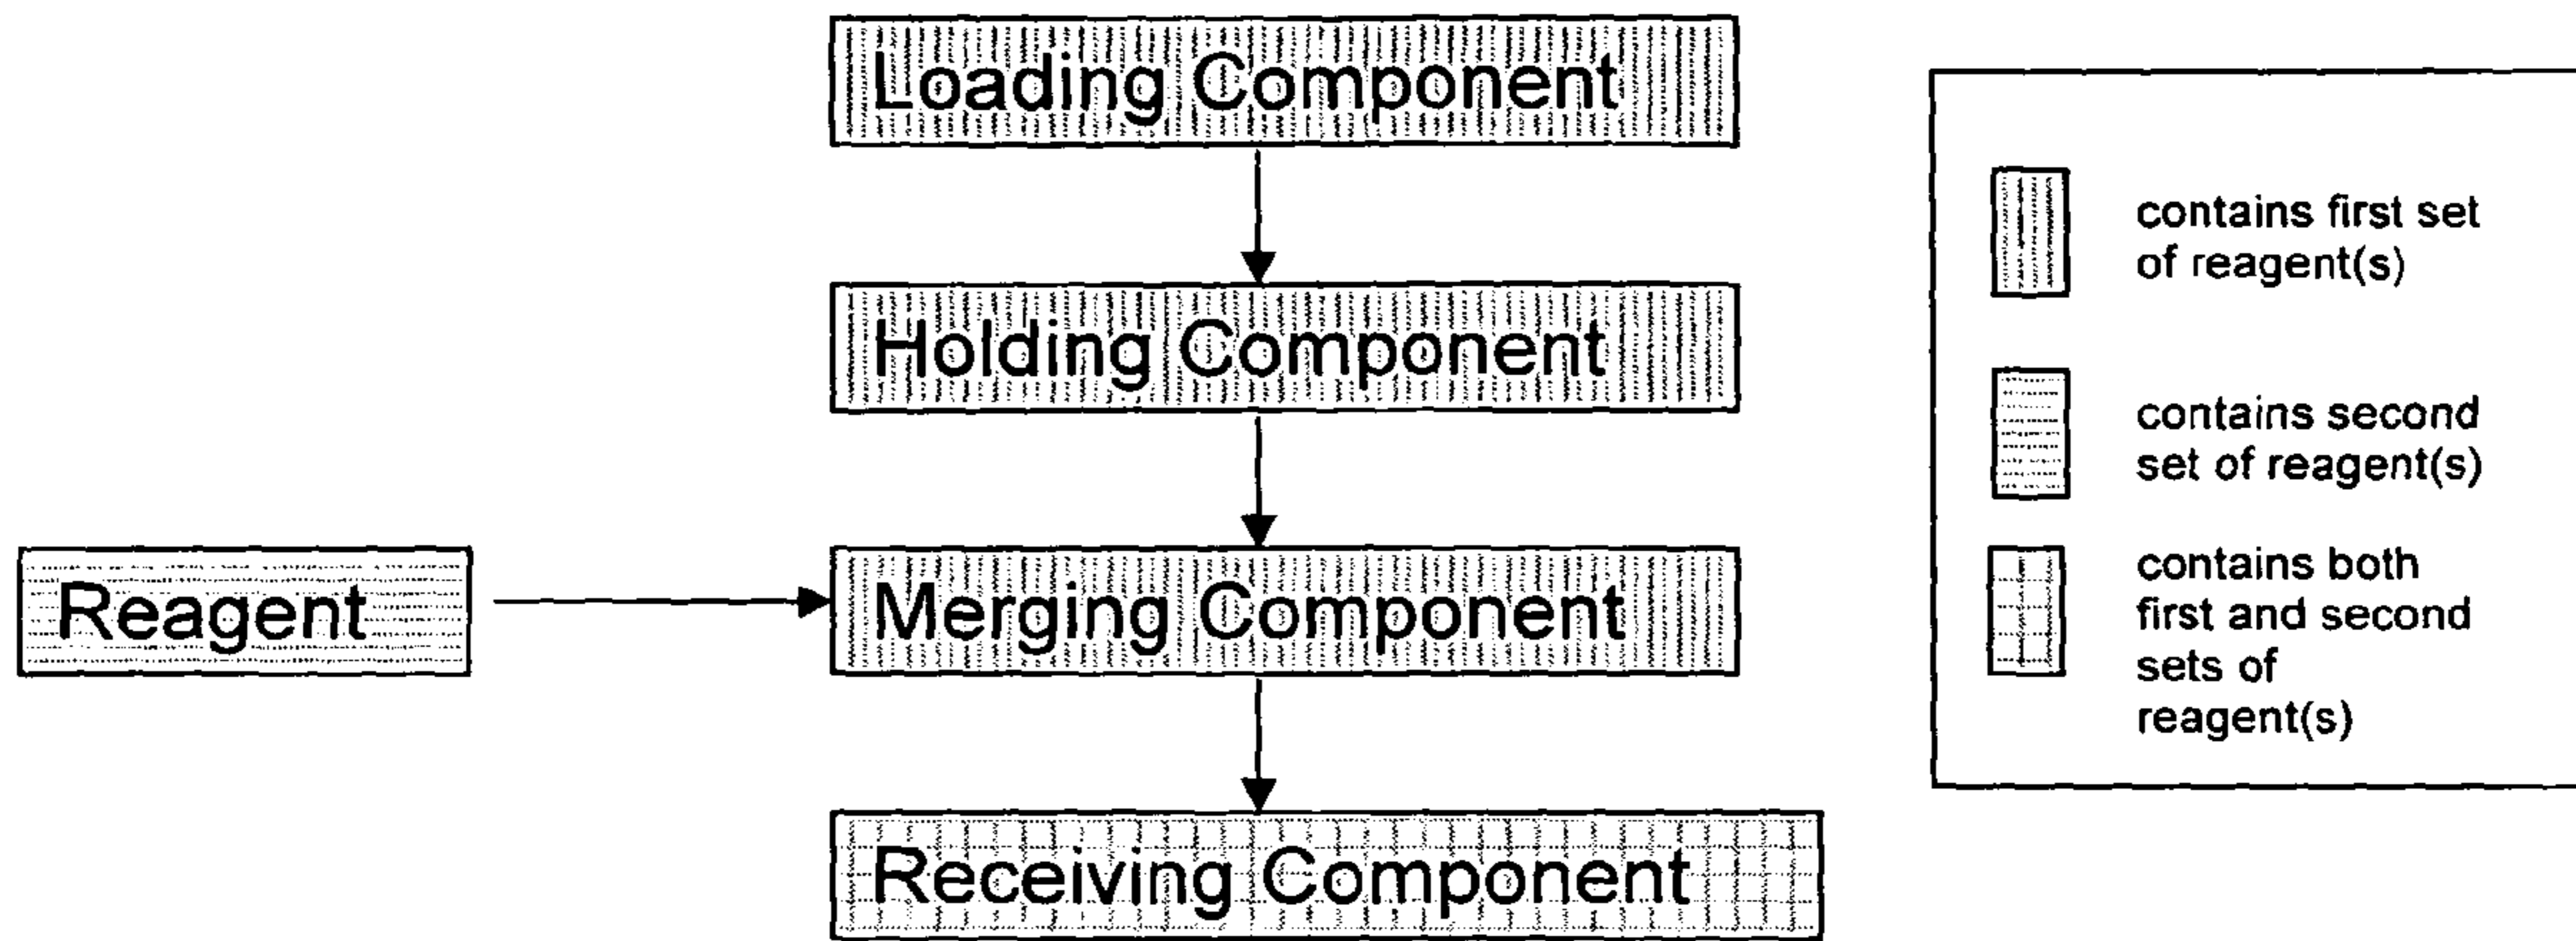 Loading Component
Holding Component
Reagent
Merging Component
Receiving Component
contains first set
of reagent(s)
contains second
set of reagent(s)
contains both
first and second
sets of
reagent(s)